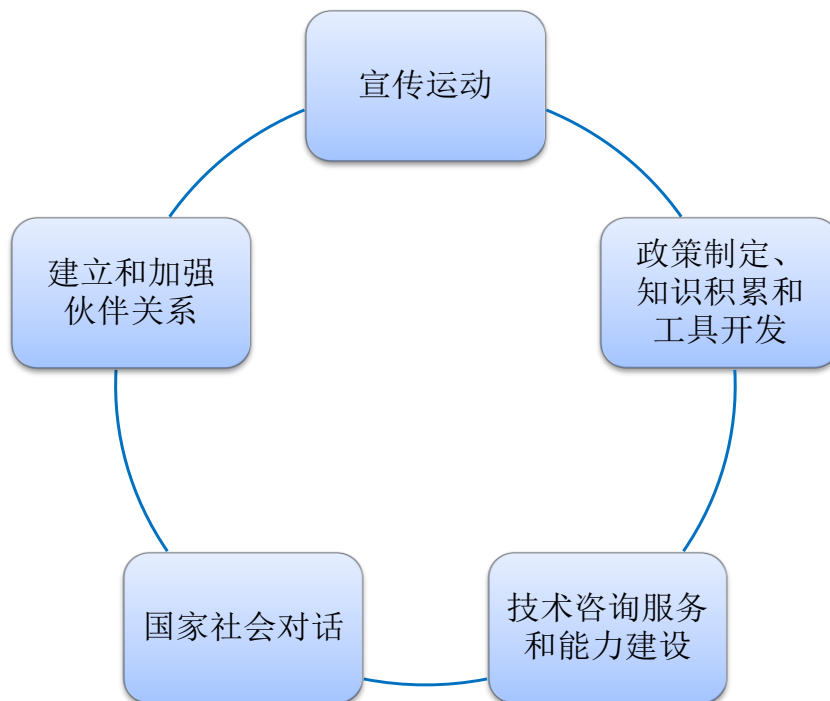 宣传运动
政策制定、
知识积累和
工具开发
技术咨询服务
和能力建设
国家社会对话
建立和加强
伙伴关系